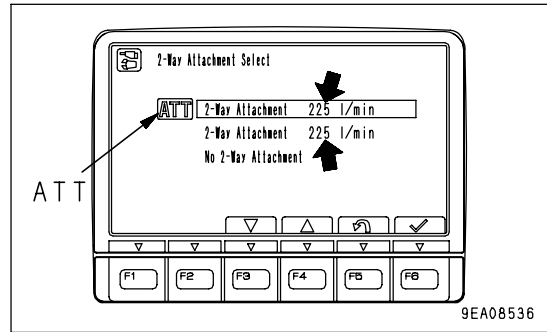 2-Way Attachment Select
ATT 2-Way Attachment 225 l/min
2-Way Attachment 225 l/min
No 2-Way Attachment
ATT
F1 F2 F3 F4 F5 F6
9EA08536